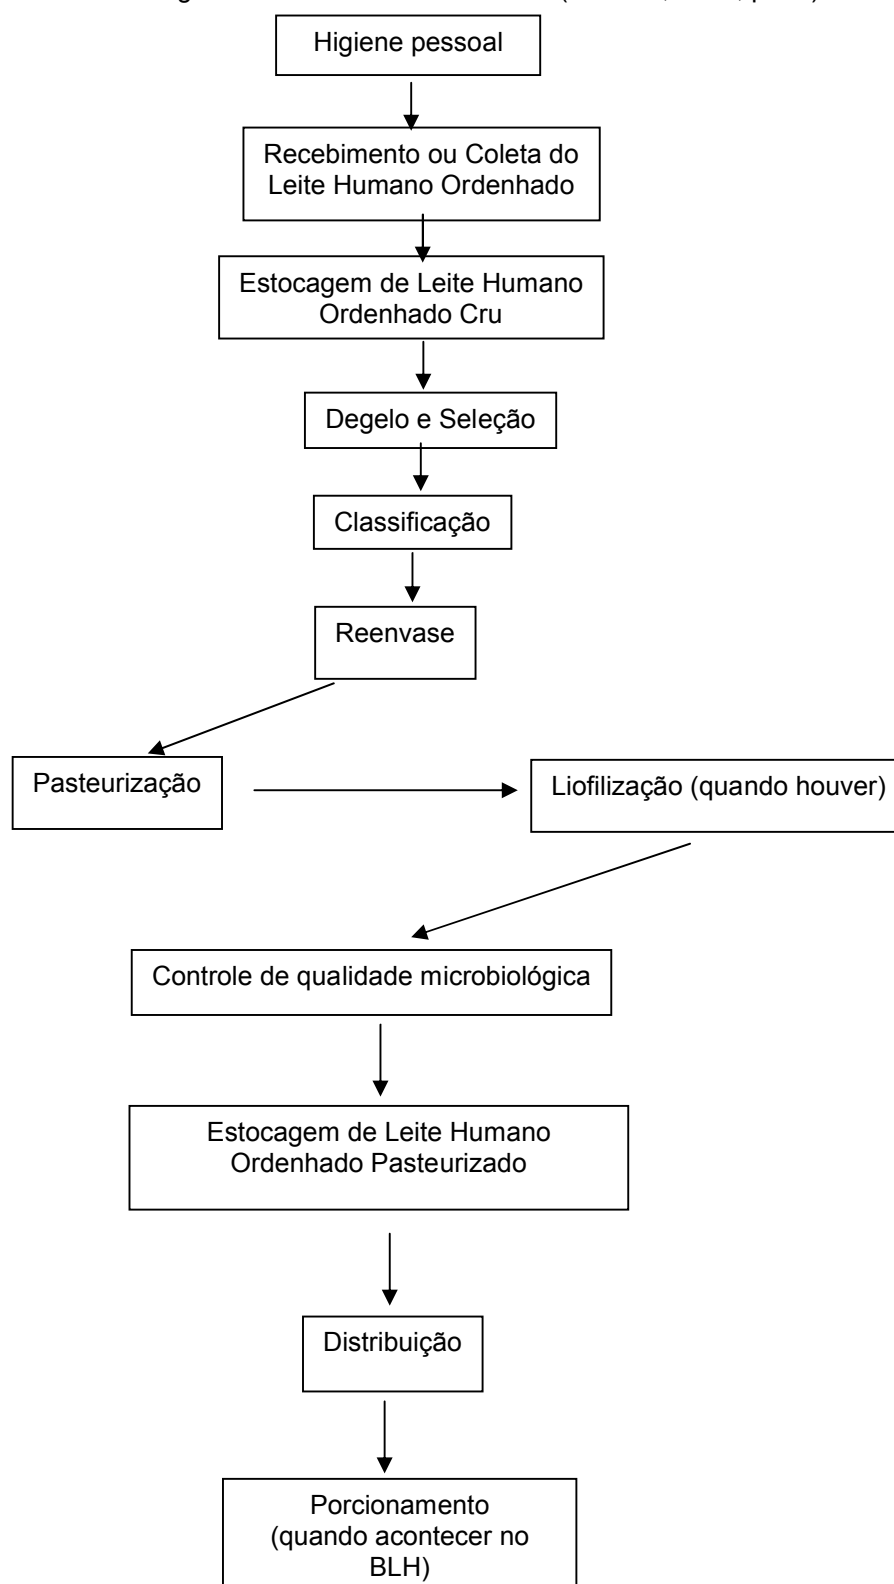 Higiene pessoal
Recebimento ou Coleta do
Leite Humano Ordenhado
Estocagem de Leite Humano
Ordenhado Cru
Degelo e Seleção
Classificação
Reenvase
Pasteurização
Liofilização (quando houver)
Controle de qualidade microbiológica
Estocagem de Leite Humano
Ordenhado Pasteurizado
Distribuição
Porcionamento
(quando acontecer no
BLH)